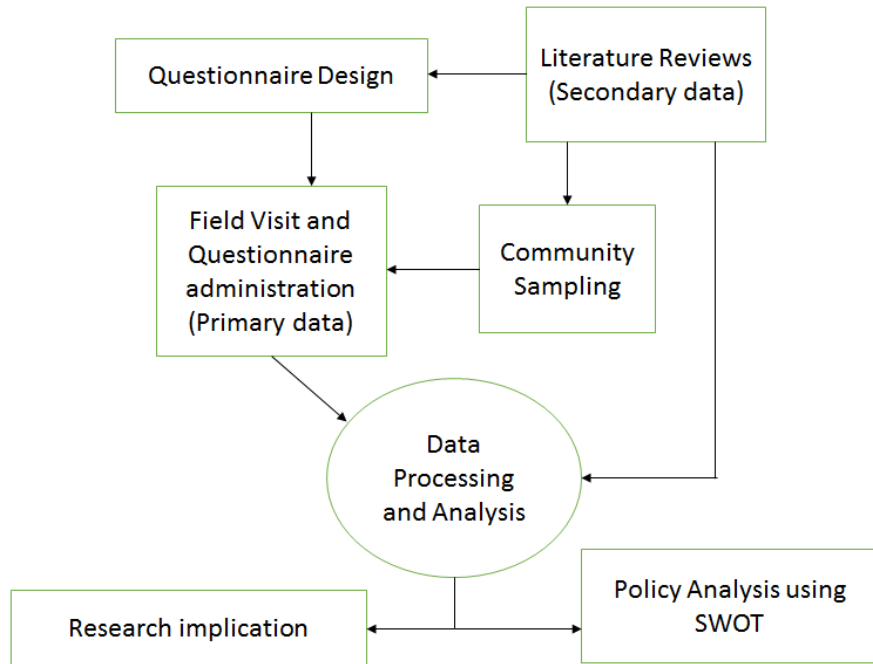 Questionnaire Design
Literature Reviews
(Secondary data)
Field Visit and
Questionnaire
administration
(Primary data)
Community
Sampling
Data
Processing
and Analysis
Research implication
Policy Analysis using
SWOT